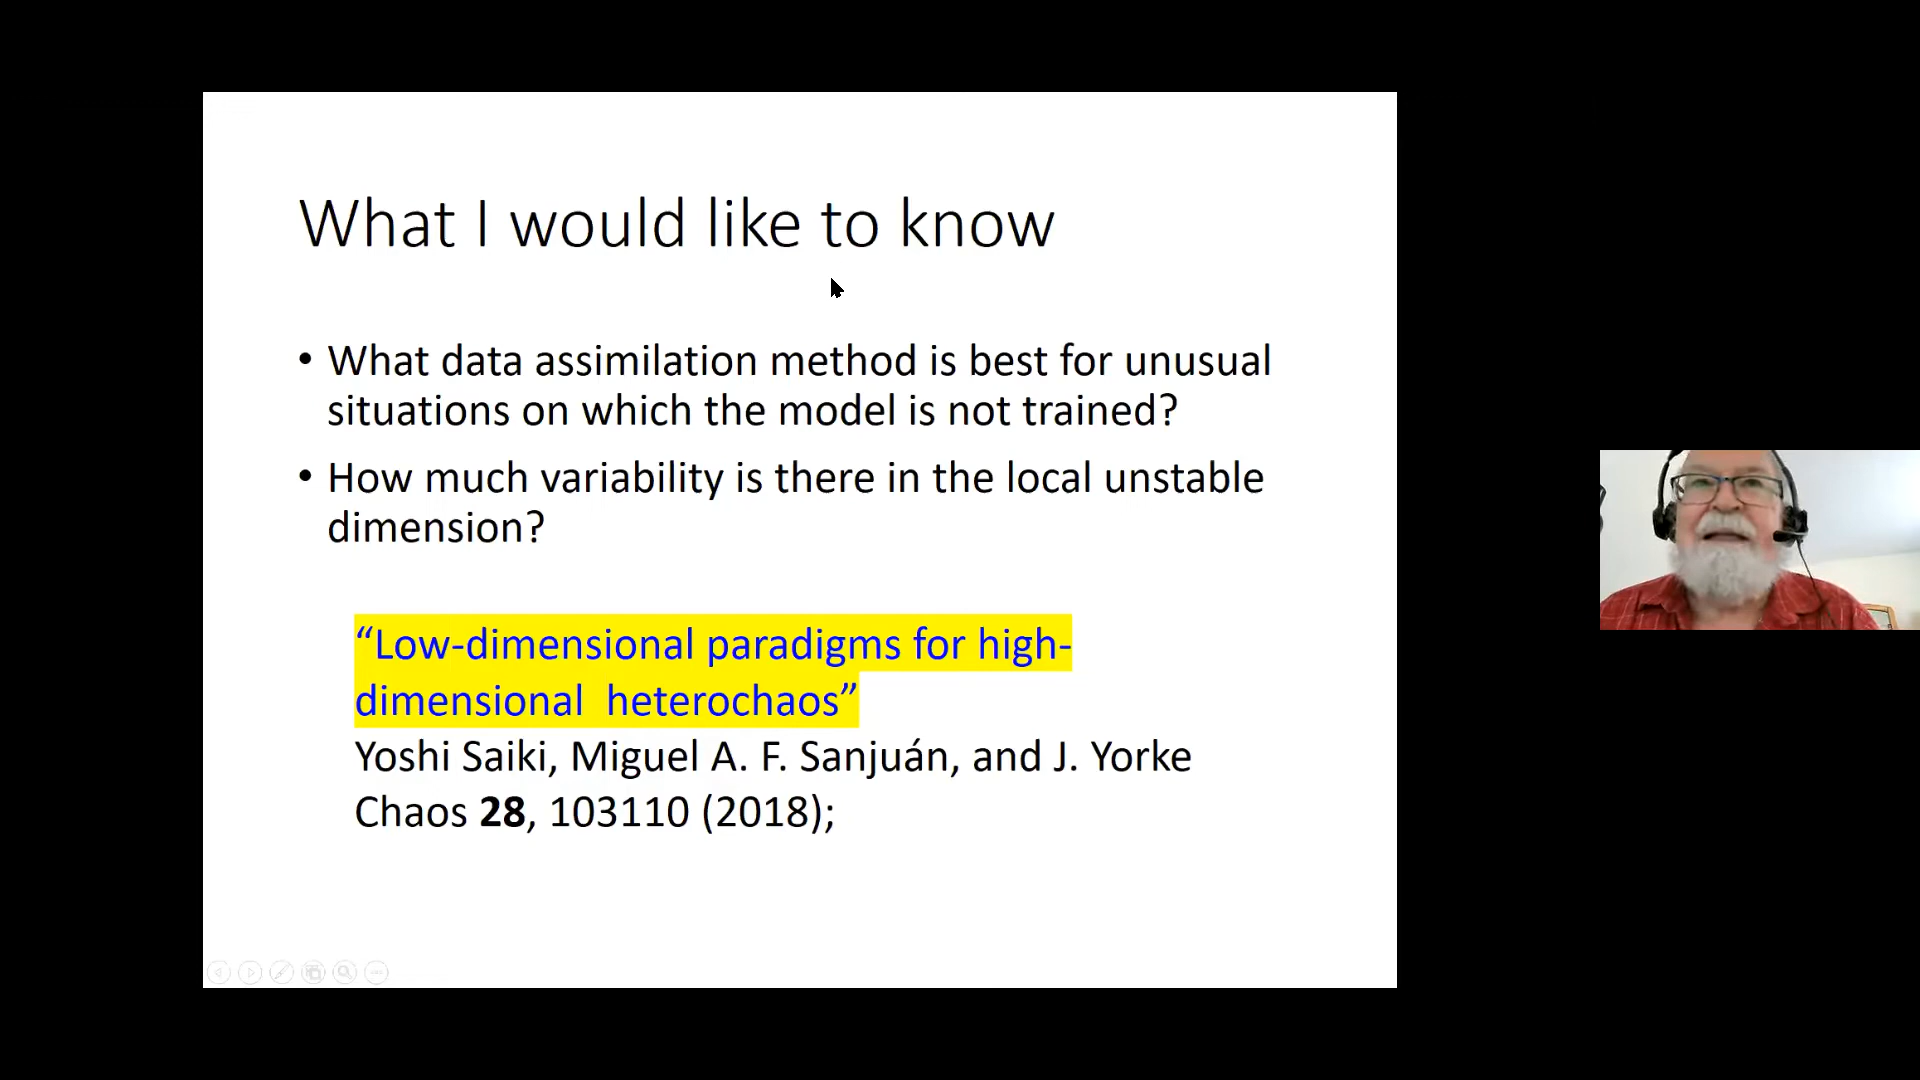 What I would like to know
• What data assimilation method is best for unusual
situations on which the model is not trained?
• How much variability is there in the local unstable
dimension?
“Low-dimensional paradigms for high-
dimensional  heterochaos”
Yoshi Saiki, Miguel A. F. Sanjuán, and J. Yorke
Chaos 28, 103110 (2018);